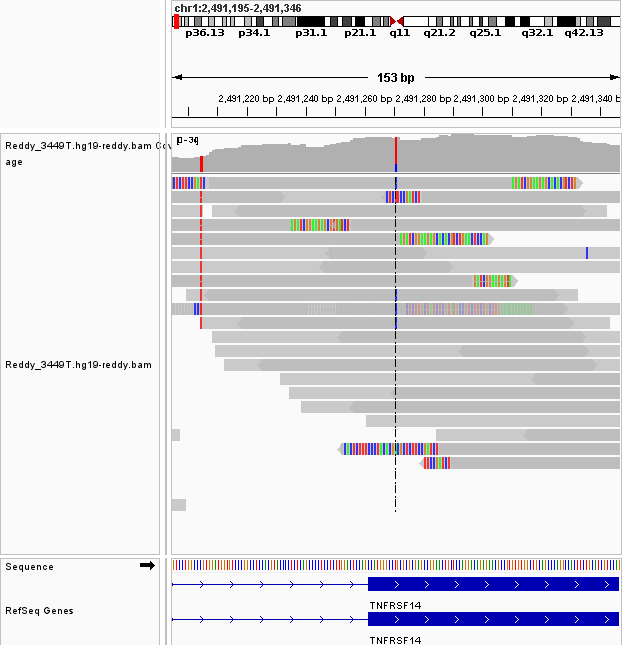 chr1:2,491,195-2,491,346
p36.13 p34.1 p31.1 p21.1 q11 q21.2 q25.1 q32.1 q42.13
153 bp
2,491,220 bp 2,491,240 bp 2,491,260 bp 2,491,280 bp 2,491,300 bp 2,491,320 bp 2,491,340 b
Reddy_3449T.hg19-reddy.bam Cov
age
Reddy_3449T.hg19-reddy.bam
Sequence
RefSeq Genes
TNFRSF14
TNFRSF14